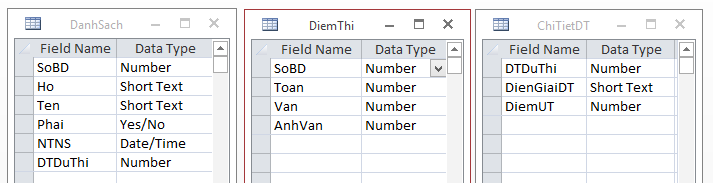 DanhSach
Field Name Data Type
SoBD Number
Ho Short Text
Ten Short Text
Phai Yes/No
NTNS Date/Time
DTDuThi Number
DiemThi
Field Name Data Type
SoBD Number
Toan Number
Van Number
AnhVan Number
ChiTietDT
Field Name Data Type
DTDuThi Number
DienGiaiDT Short Text
DiemUT Number